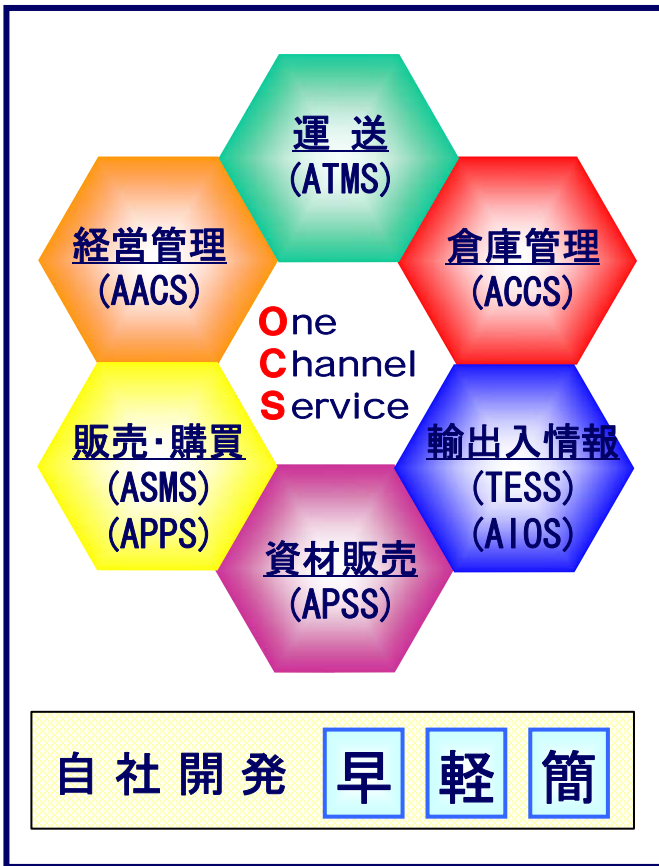 運 送
(ATMS)
経営管理
(AACS)
倉庫管理
(ACCS)
One
Channel
Service
販売・購買
(ASMS)
(APPS)
輸出入情報
(TESS)
(AIOS)
資材販売
(APSS)
自社開発 早 軽 簡